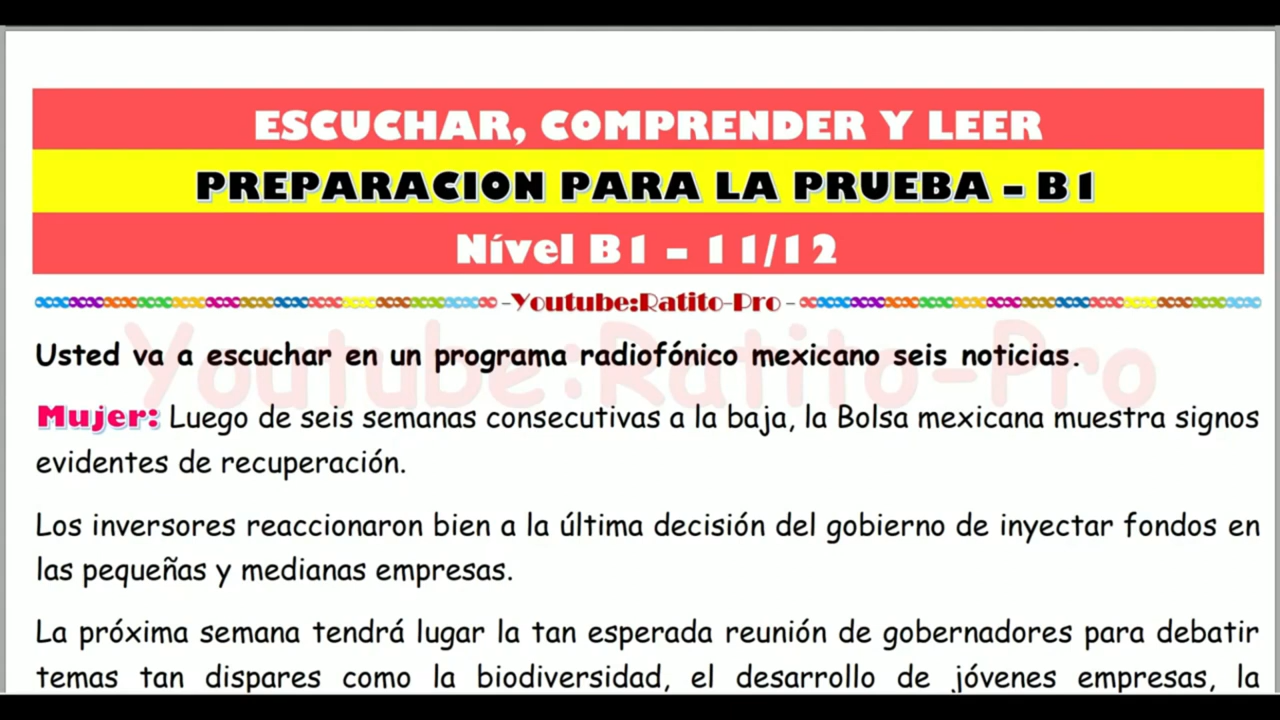 ESCUCHAR, COMPRENDER Y LEER
PREPARACION PARA LA PRUEBA – B1
Nível B1 – 11/12
-Youtube:Ratito-Pro-
Youtube:Ratito-Pro
Usted va a escuchar en un programa radiofónico mexicano seis noticias.
Mujer: Luego de seis semanas consecutivas a la baja, la Bolsa mexicana muestra signos
evidentes de recuperación.
Los inversores reaccionaron bien a la última decisión del gobierno de inyectar fondos en
las pequeñas y medianas empresas.
La próxima semana tendrá lugar la tan esperada reunión de gobernadores para debatir
temas tan dispares como la biodiversidad, el desarrollo de jóvenes empresas, la